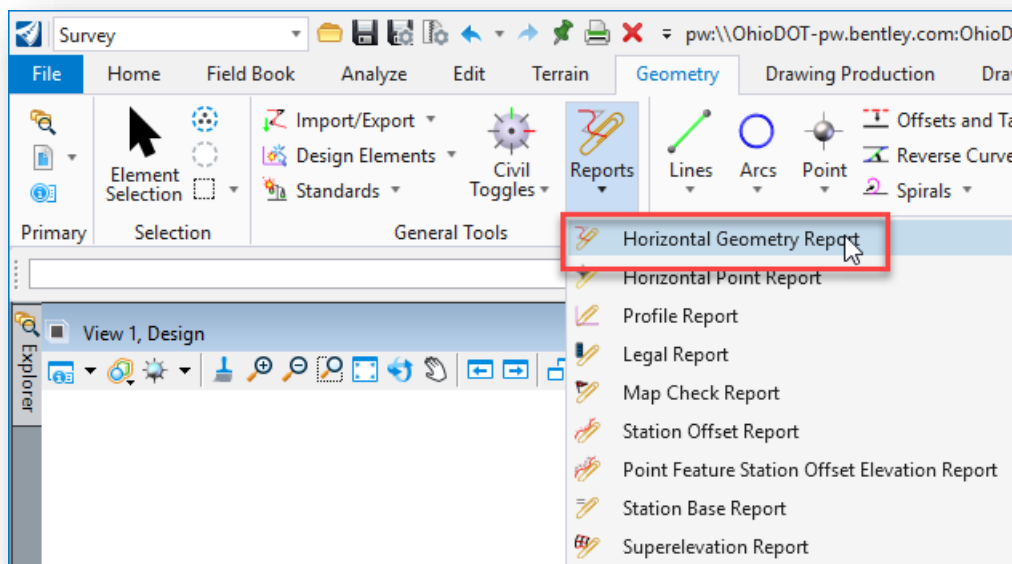 Survey pw:\\OhioDOT-pw.bentley.com:OhioD
File Home Field Book Analyze Edit Terrain Geometry Drawing Production Dra
Import/Export Offsets and Ta
Element Selection Design Elements Civil Toggles Reports Lines Arcs Point Reverse Curve
Standards Spirals
Primary Selection General Tools
Horizontal Geometry Report
Horizontal Point Report
Explorer View 1, Design Profile Report
Legal Report
Map Check Report
Station Offset Report
Point Feature Station Offset Elevation Report
Station Base Report
Superelevation Report